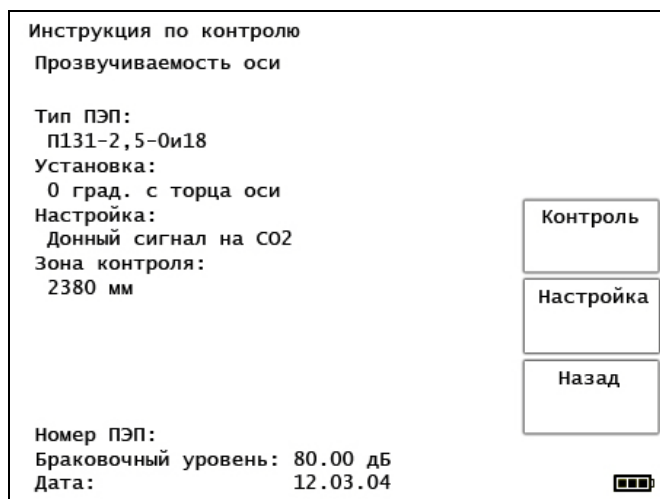 Инструкция по контролю
Прозвучиваемость оси
Тип ПЭП:
П131-2,5-0и18
Установка:
0 град. с торца оси
Настройка:
Донный сигнал на СО2
Зона контроля:
2380 мм
Контроль
Настройка
Назад
Номер ПЭП:
Браковочный уровень: 80.00 дБ
Дата: 12.03.04